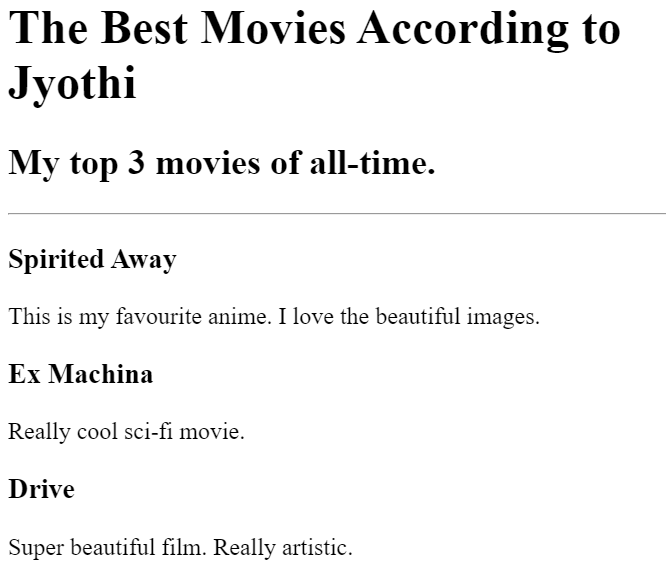 The Best Movies According to
Jyothi
My top 3 movies of all-time.
Spirited Away
This is my favourite anime. I love the beautiful images.
Ex Machina
Really cool sci-fi movie.
Drive
Super beautiful film. Really artistic.